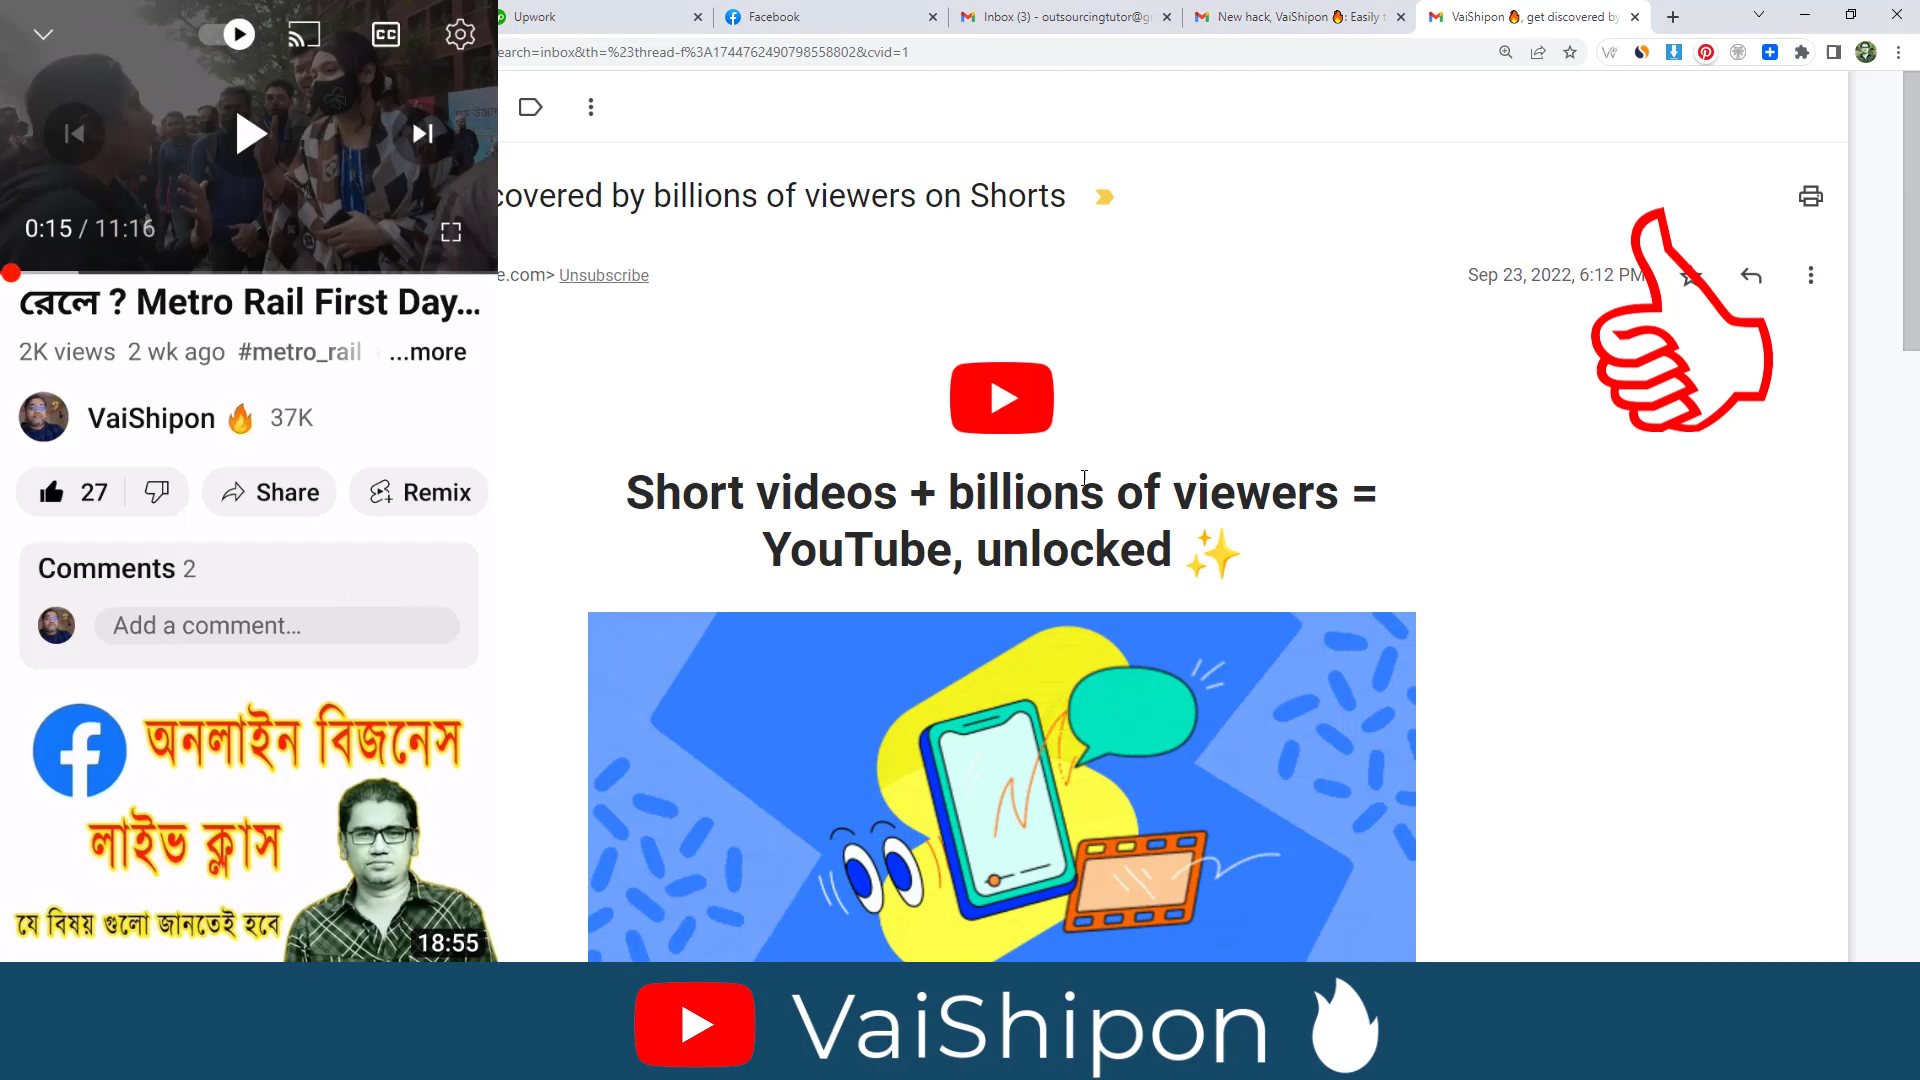 Upwork
Facebook
Inbox (3) - outsourcingtutor@g
New hack, VaiShipon 🔥: Easily
VaiShipon 🔥, get discovered by
earch=inbox&th=%23thread-f%3A1744762490798558802&cvid=1
CC
0:15 / 11:16
covered by billions of viewers on Shorts
e.com> Unsubscribe
Sep 23, 2022, 6:12 PM
রেলে ? Metro Rail First Day...
2K views 2 wk ago #metro_rail ...more
VaiShipon 🔥 37K
27 Share Remix
Comments 2
Add a comment...
Short videos + billions of viewers =
YouTube, unlocked ✨
অনলাইন বিজনেস
লাইভ ক্লাস
যে বিষয় গুলো জানতেই হবে
18:55
VaiShipon